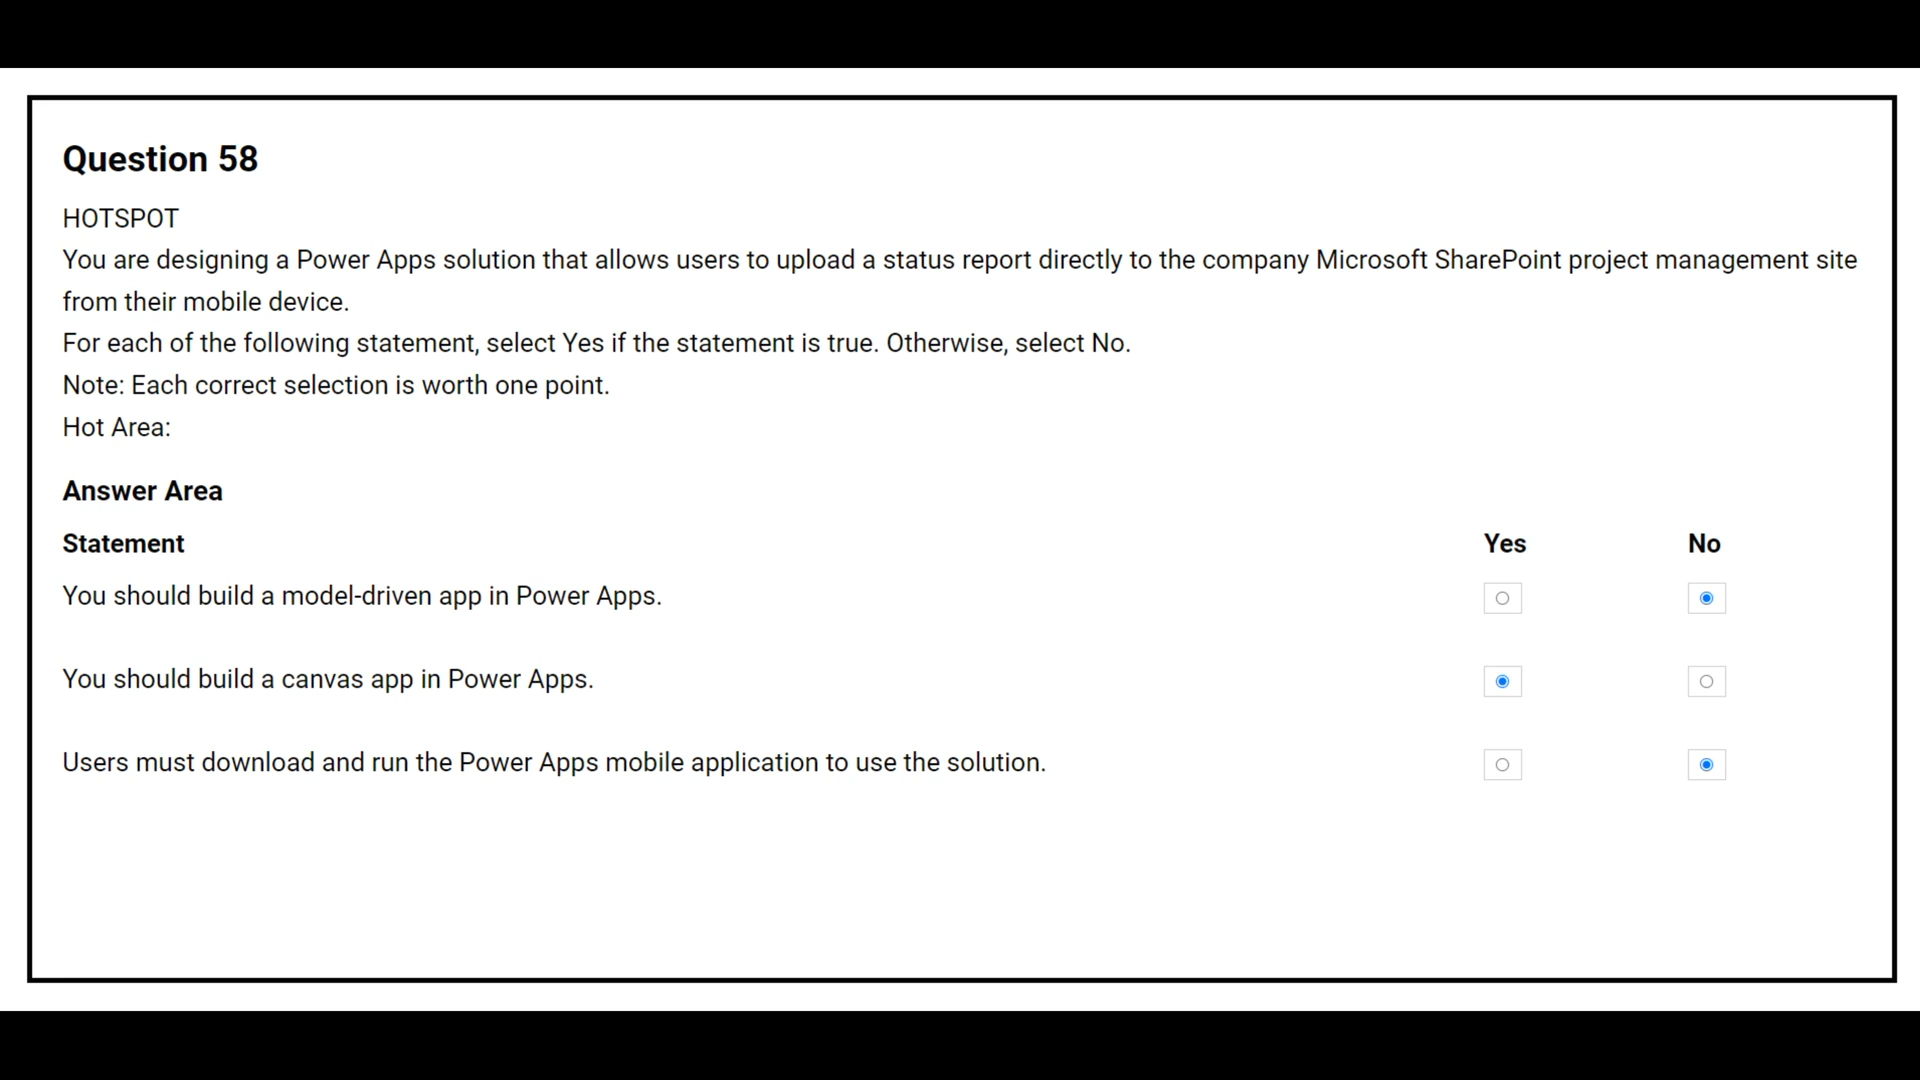 Question 58
HOTSPOT
You are designing a Power Apps solution that allows users to upload a status report directly to the company Microsoft SharePoint project management site
from their mobile device.
For each of the following statement, select Yes if the statement is true. Otherwise, select No.
Note: Each correct selection is worth one point.
Hot Area:
Answer Area
Statement Yes No
You should build a model-driven app in Power Apps.
You should build a canvas app in Power Apps.
Users must download and run the Power Apps mobile application to use the solution.